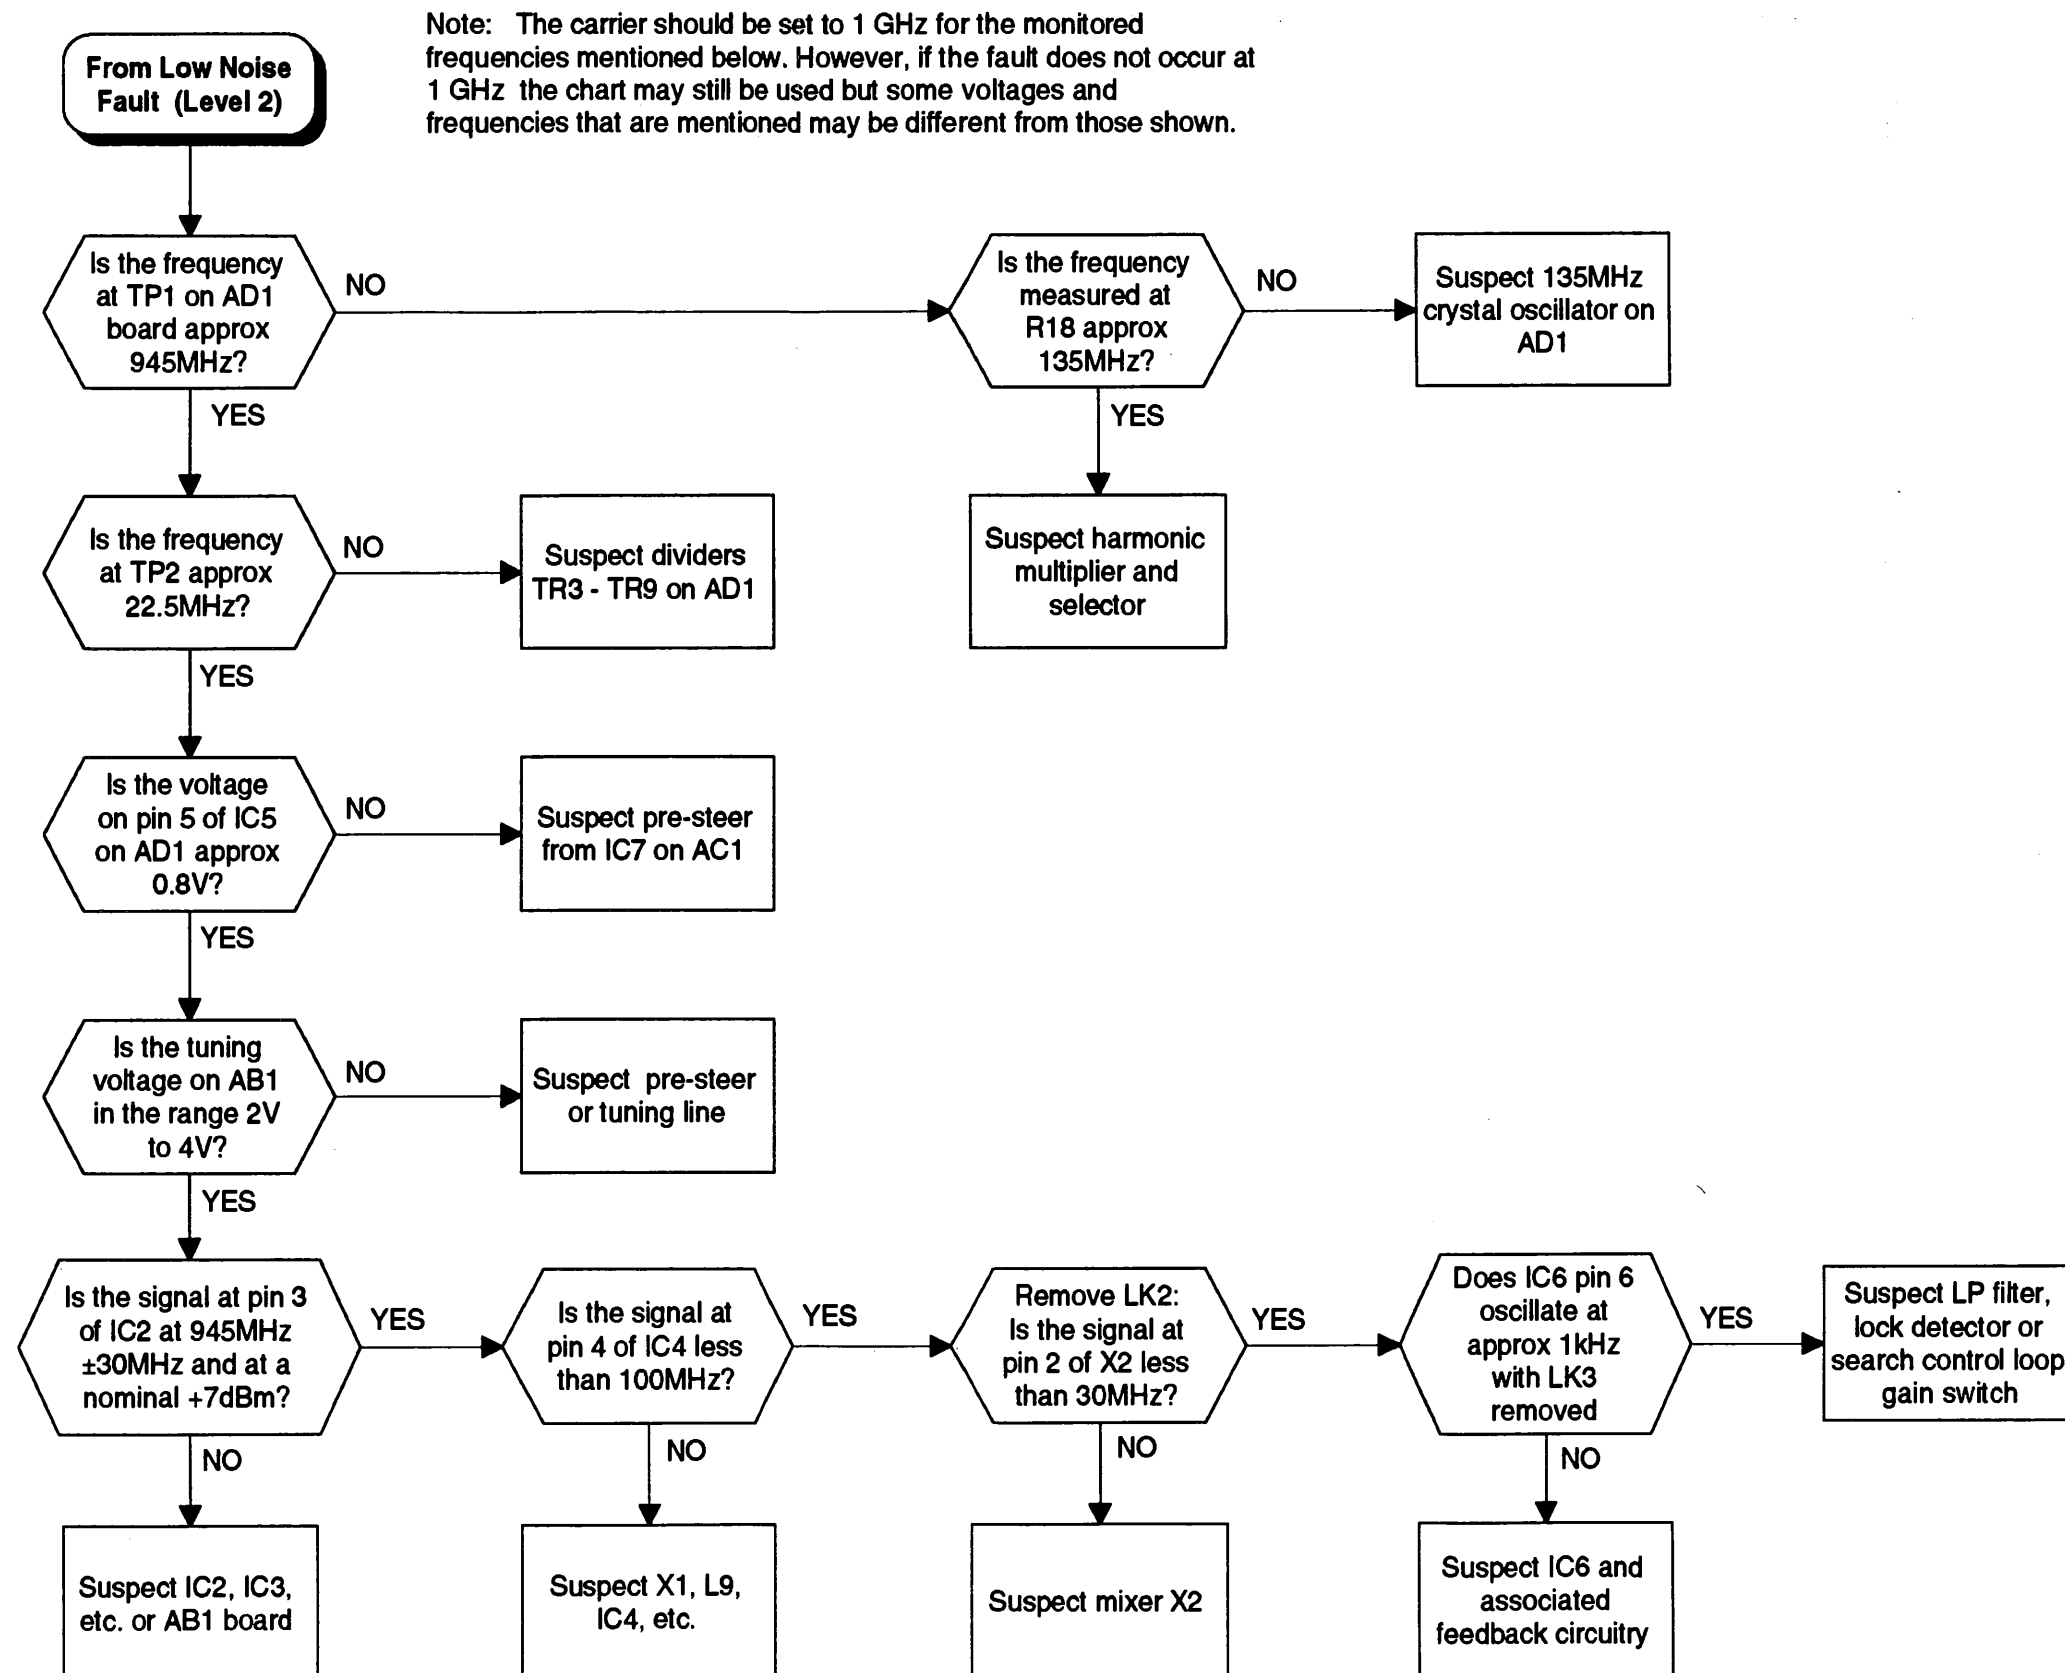 Note: The carrier should be set to 1 GHz for the monitored
frequencies mentioned below. However, if the fault does not occur at
1 GHz the chart may still be used but some voltages and
frequencies that are mentioned may be different from those shown.
From Low Noise
Fault (Level 2)
Is the frequency
at TP1 on AD1
board approx
945MHz?
NO
Is the frequency
measured at
R18 approx
135MHz?
NO
Suspect 135MHz
crystal oscillator on
AD1
YES
YES
Is the frequency
at TP2 approx
22.5MHz?
NO
Suspect dividers
TR3 - TR9 on AD1
Suspect harmonic
multiplier and
selector
YES
Is the voltage
on pin 5 of IC5
on AD1 approx
0.8V?
NO
Suspect pre-steer
from IC7 on AC1
YES
Is the tuning
voltage on AB1
in the range 2V
to 4V?
NO
Suspect pre-steer
or tuning line
YES
Is the signal at pin 3
of IC2 at 945MHz
±30MHz and at a
nominal +7dBm?
YES
Is the signal at
pin 4 of IC4 less
than 100MHz?
YES
Remove LK2:
Is the signal at
pin 2 of X2 less
than 30MHz?
YES
Does IC6 pin 6
oscillate at
approx 1kHz
with LK3
removed
YES
Suspect LP filter,
lock detector or
search control loop
gain switch
NO
NO
NO
NO
Suspect IC2, IC3,
etc. or AB1 board
Suspect X1, L9,
IC4, etc.
Suspect mixer X2
Suspect IC6 and
associated
feedback circuitry